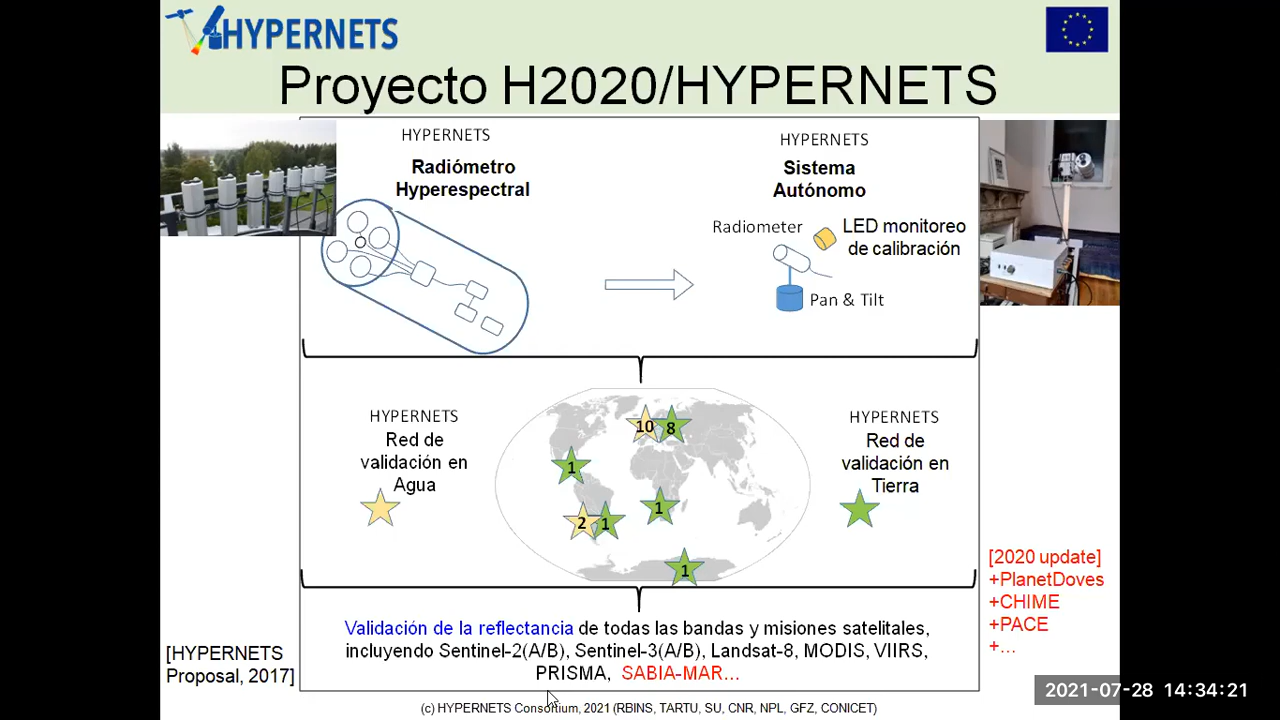 HYPERNETS
Proyecto H2020/HYPERNETS
HYPERNETS
Radiómetro
Hyperespectral
HYPERNETS
Sistema
Autónomo
Radiometer
LED monitoreo
de calibración
Pan & Tilt
HYPERNETS
Red de
validación en
Agua
10
8
1
1
2
1
1
HYPERNETS
Red de
validación en
Tierra
[2020 update]
+PlanetDoves
+CHIME
+PACE
+...
Validación de la reflectancia de todas las bandas y misiones satelitales,
incluyendo Sentinel-2(A/B), Sentinel-3(A/B), Landsat-8, MODIS, VIIRS,
PRISMA, SABIA-MAR...
[HYPERNETS
Proposal, 2017]
(c) HYPERNETS Consortium, 2021 (RBINS, TARTU, SU, CNR, NPL, GFZ, CONICET)
2021-07-28 14:34:21